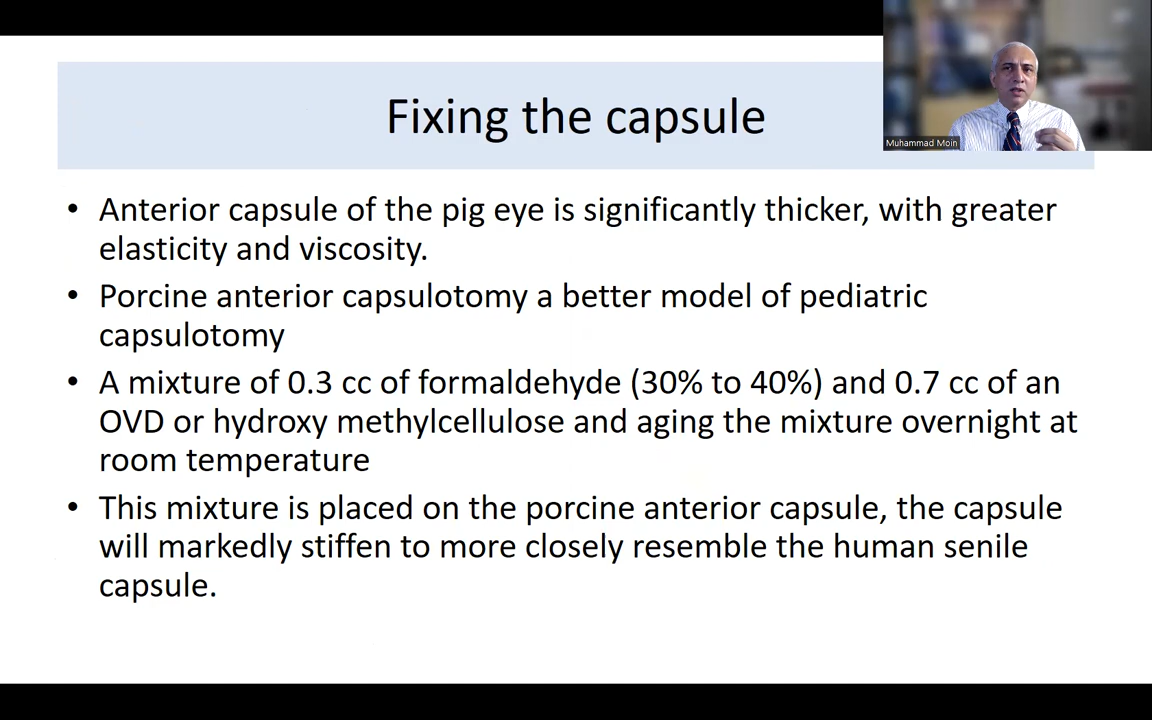 Fixing the capsule
Muhammad Moin
• Anterior capsule of the pig eye is significantly thicker, with greater
elasticity and viscosity.
• Porcine anterior capsulotomy a better model of pediatric
capsulotomy
• A mixture of 0.3 cc of formaldehyde (30% to 40%) and 0.7 cc of an
OVD or hydroxy methylcellulose and aging the mixture overnight at
room temperature
• This mixture is placed on the porcine anterior capsule, the capsule
will markedly stiffen to more closely resemble the human senile
capsule.